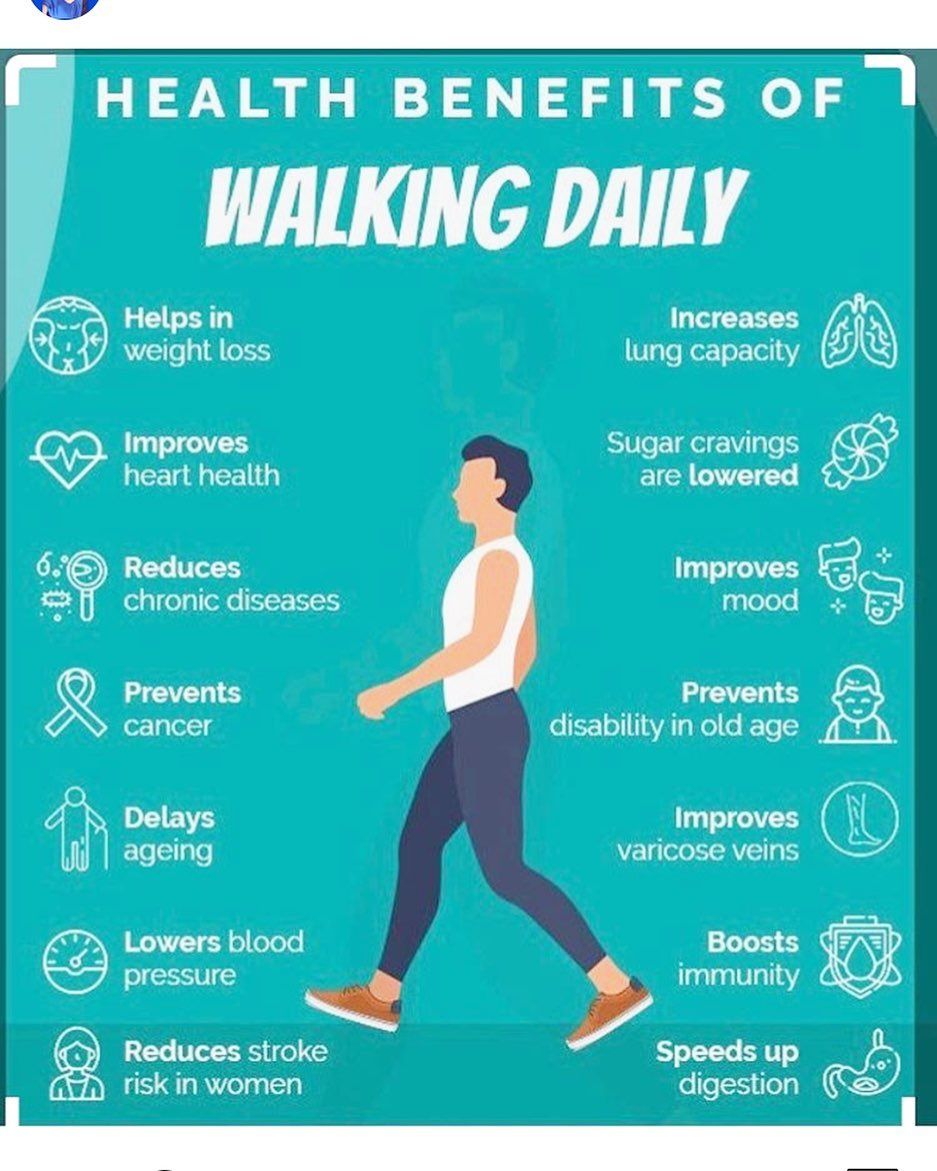 HEALTH BENEFITS OF
WALKING DAILY
Helps in
weight loss
Improves
heart health
Reduces
chronic diseases
Prevents
cancer
Delays
ageing
Lowers blood
pressure
Reduces stroke
risk in women
Increases
lung capacity
Sugar cravings
are lowered
Improves
mood
Prevents
disability in old age
Improves
varicose veins
Boosts
immunity
Speeds up
digestion